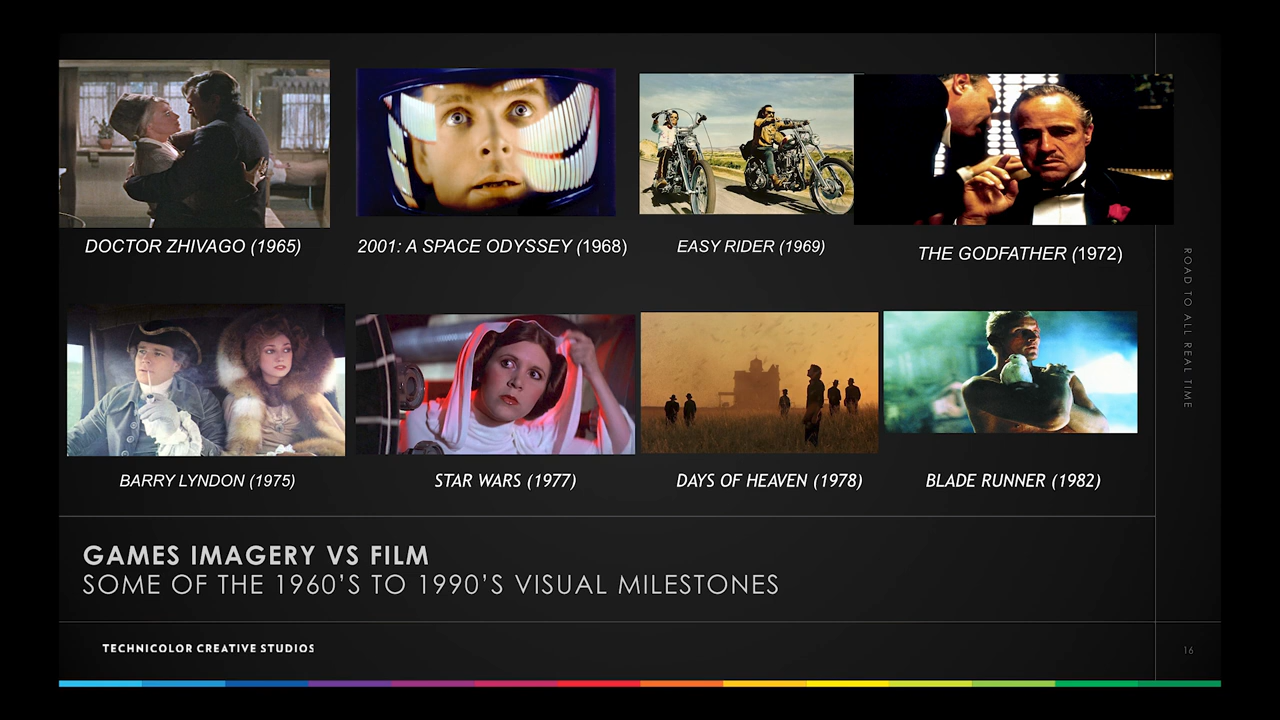 DOCTOR ZHIVAGO (1965)
2001: A SPACE ODYSSEY (1968)
EASY RIDER (1969)
THE GODFATHER (1972)
BARRY LYNDON (1975)
STAR WARS (1977)
DAYS OF HEAVEN (1978)
BLADE RUNNER (1982)
ROAD TO ALL REAL TIME
GAMES IMAGERY VS FILM
SOME OF THE 1960'S TO 1990'S VISUAL MILESTONES
TECHNICOLOR CREATIVE STUDIOS
16